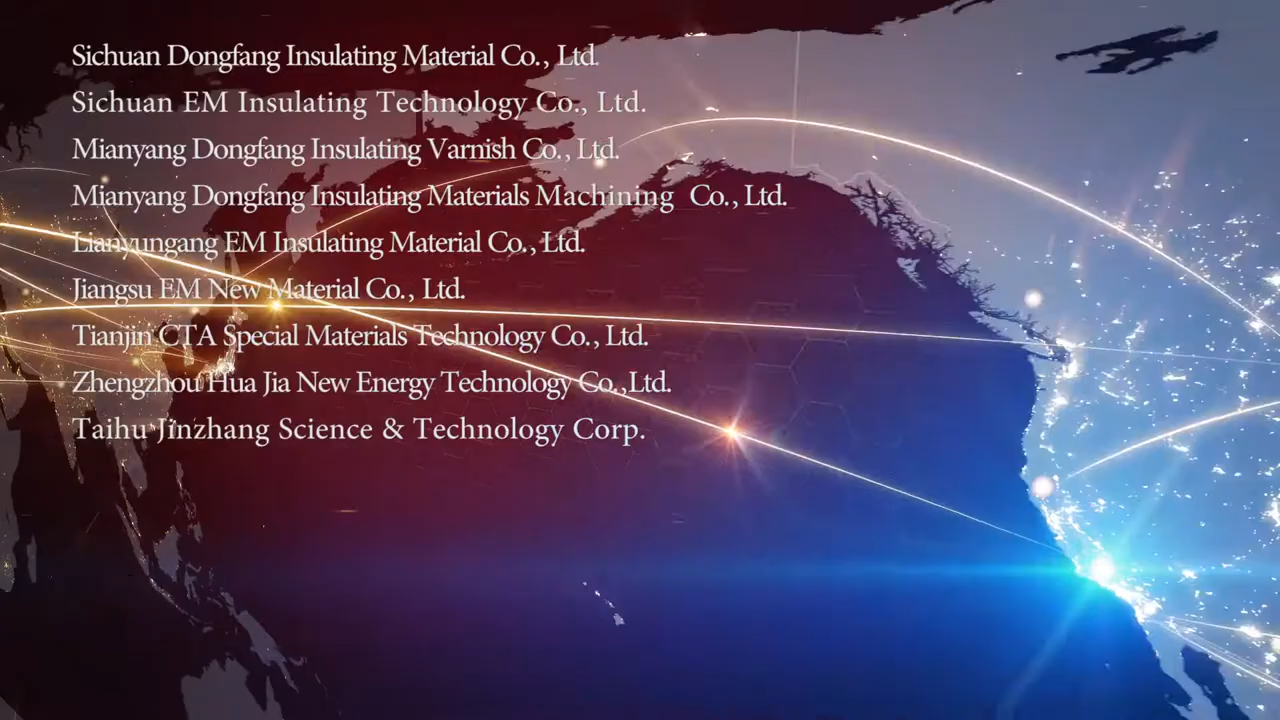 Sichuan Dongfang Insulating Material Co., Ltd.
Sichuan EM Insulating Technology Co., Ltd.
Mianyang Dongfang Insulating Varnish Co., Ltd.
Mianyang Dongfang Insulating Materials Machining Co., Ltd.
Lianyungang EM Insulating Material Co., Ltd.
Jiangsu EM New Material Co., Ltd.
Tianjin CTA Special Materials Technology Co., Ltd.
Zhengzhou Hua Jia New Energy Technology Co.,Ltd.
Taihu Jinzhang Science & Technology Corp.